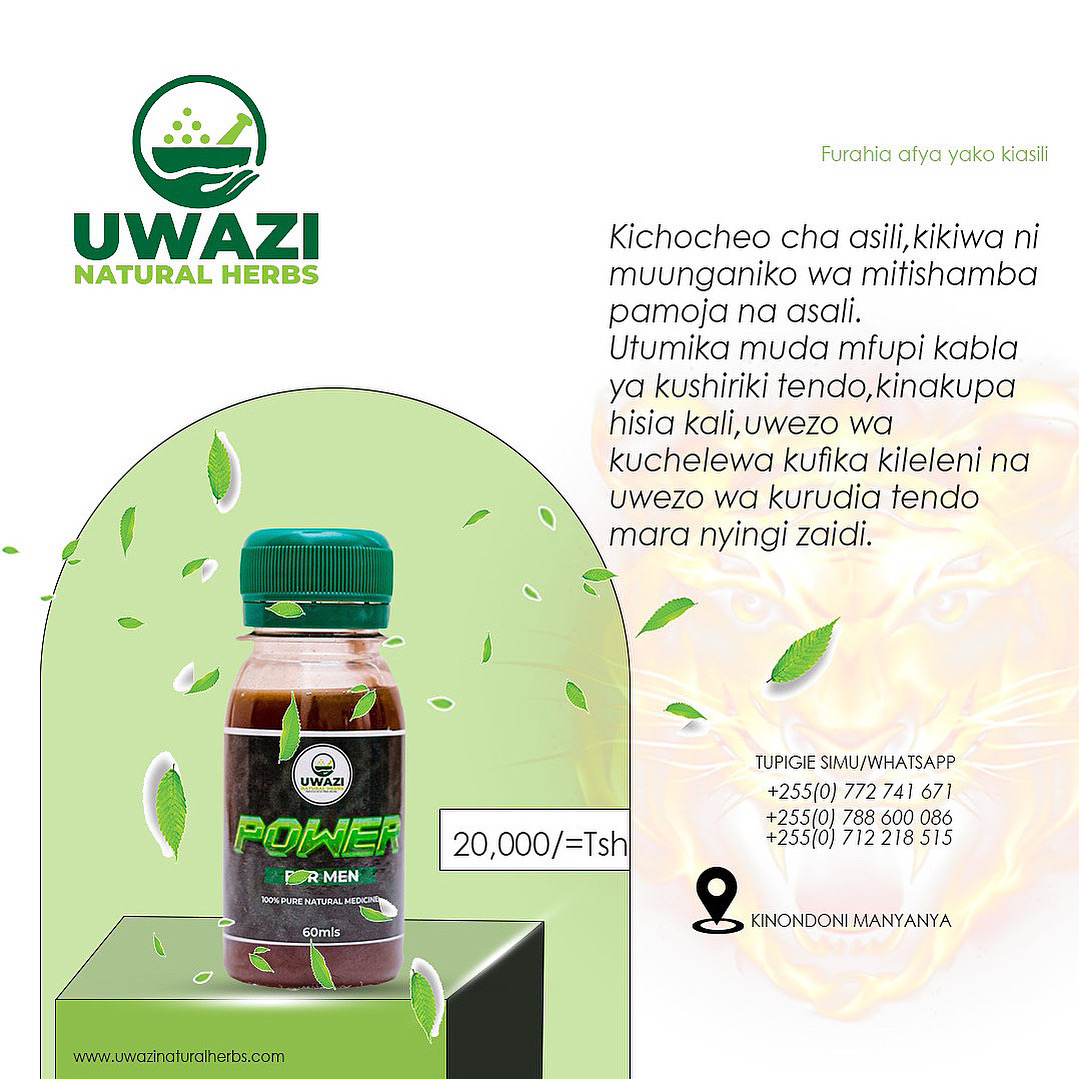 UWAZI
NATURAL HERBS
Furahia afya yako kiasili
Kichocheo cha asili,kikiwa ni
muunganiko wa mitishamba
pamoja na asali.
Utumika muda mfupi kabla
ya kushiriki tendo,kinakupa
hisia kali,uwezo wa
kuchelewa kufika kileleni na
uwezo wa kurudia tendo
mara nyingi zaidi.
UWAZI
NATURAL HERBS
POWER
FOR MEN
100% PURE NATURAL MEDICINE
60mls
20,000/=Tsh
TUPIGIE SIMU/WHATSAPP
+255(0) 772 741 671
+255(0) 788 600 086
+255(0) 712 218 515
KINONDONI MANYANYA
www.uwazinaturalherbs.com